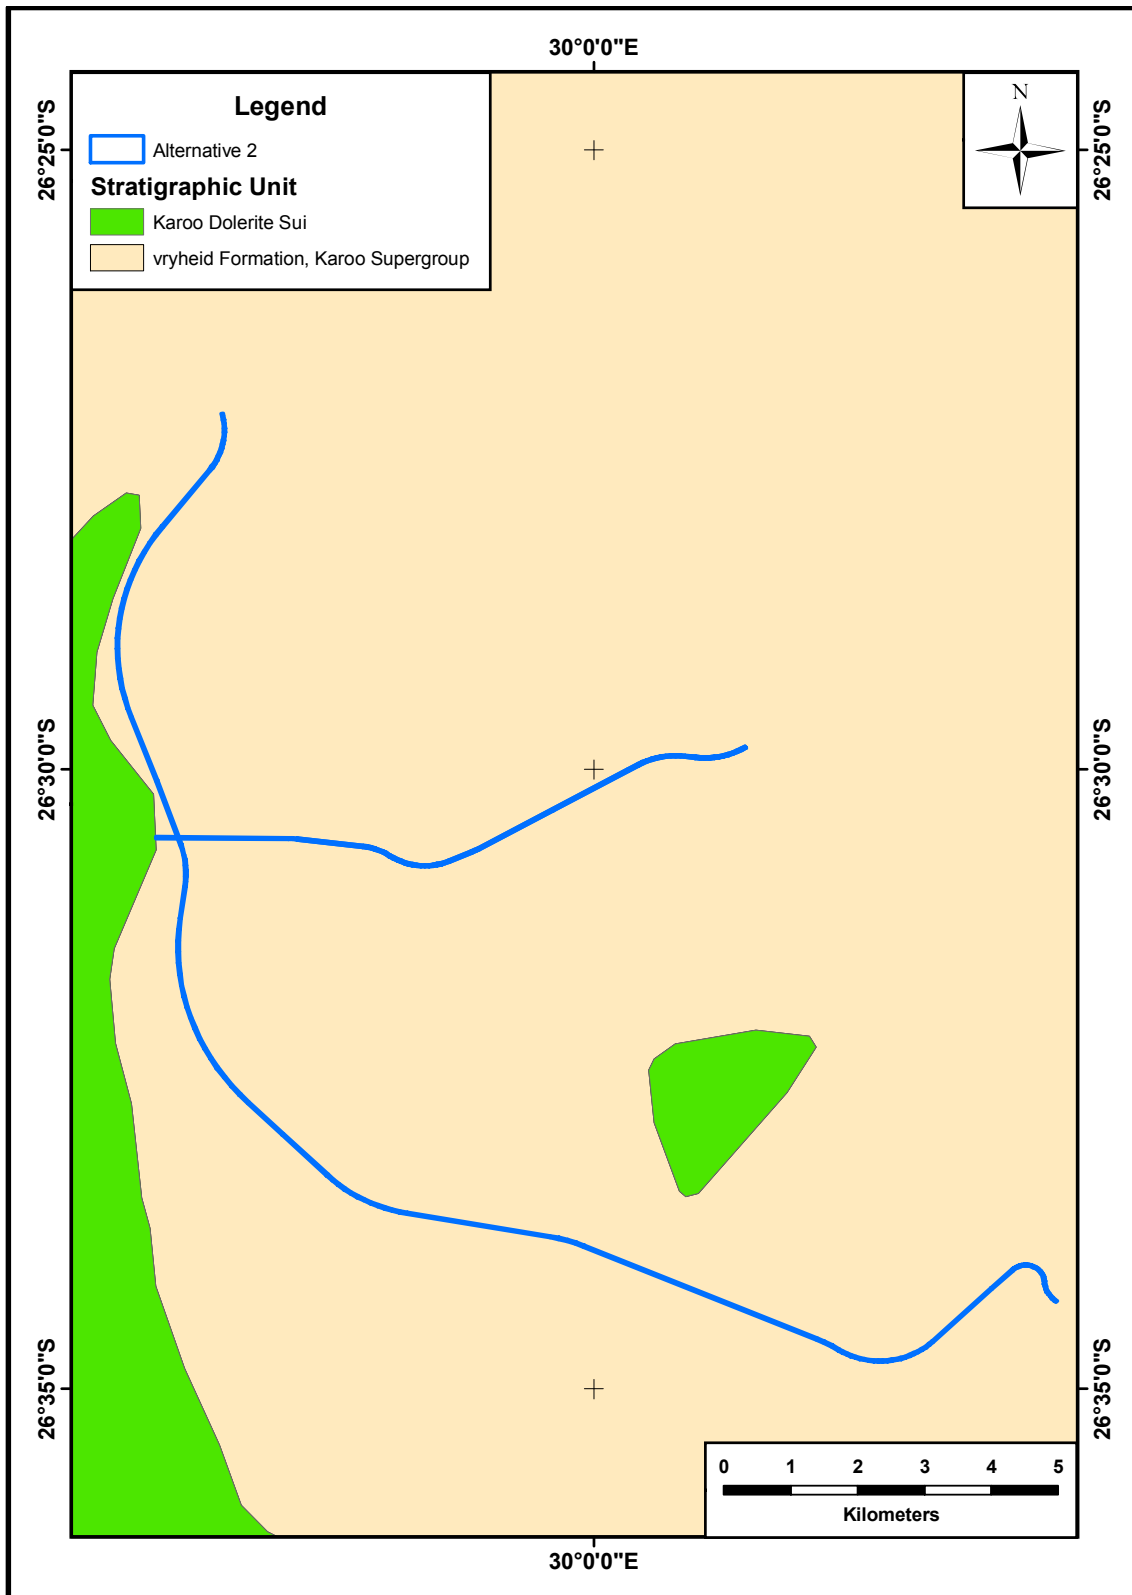 30°0'0"E
Legend
Alternative 2
Stratigraphic Unit
Karoo Dolerite Sui
vryheid Formation, Karoo Supergroup
N
26°25'0"S
26°25'0"S
26°30'0"S
26°30'0"S
26°35'0"S
26°35'0"S
0 1 2 3 4 5
Kilometers
30°0'0"E